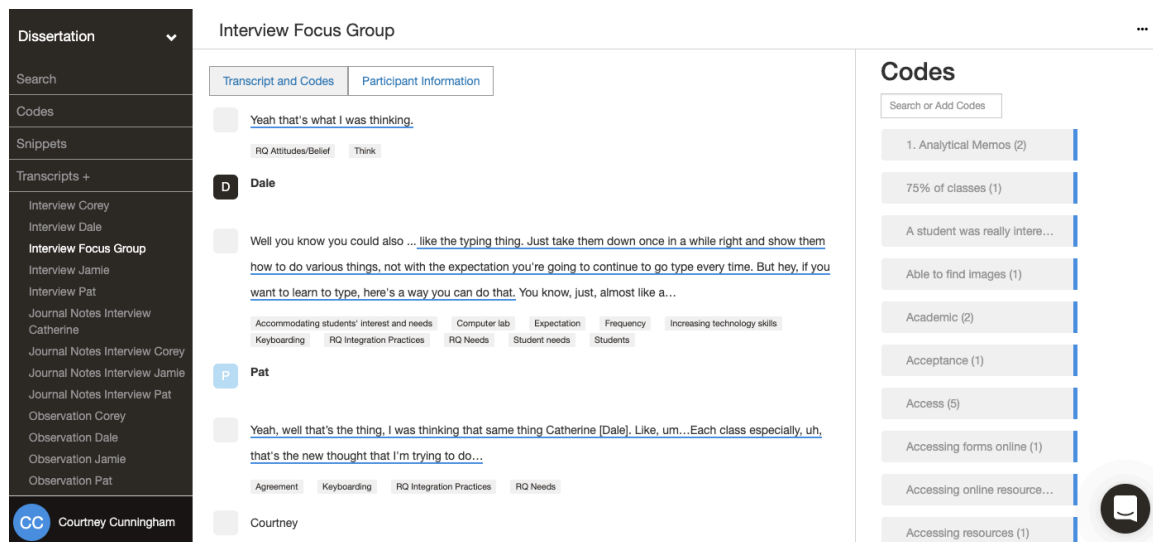 Dissertation
Search
Codes
Snippets
Transcripts +
Interview Corey
Interview Dale
Interview Focus Group
Interview Jamie
Interview Pat
Journal Notes Interview
Catherine
Journal Notes Interview Corey
Journal Notes Interview Jamie
Journal Notes Interview Pat
Observation Corey
Observation Dale
Observation Jamie
Observation Pat
CC Courtney Cunningham
Interview Focus Group
Transcript and Codes Participant Information
Yeah that's what I was thinking.
RQ Attitudes/Belief Think
D Dale
Well you know you could also ... like the typing thing. Just take them down once in a while right and show them
how to do various things, not with the expectation you're going to continue to go type every time. But hey, if you
want to learn to type, here's a way you can do that. You know, just, almost like a…
Accommodating students' interest and needs Computer lab Expectation Frequency Increasing technology skills
Keyboarding RQ Integration Practices RQ Needs Student needs Students
P Pat
Yeah, well that's the thing, I was thinking that same thing Catherine [Dale]. Like, um…Each class especially, uh,
that's the new thought that I'm trying to do…
Agreement Keyboarding RQ Integration Practices RQ Needs
Courtney
Codes
Search or Add Codes
1. Analytical Memos (2)
75% of classes (1)
A student was really intere...
Able to find images (1)
Academic (2)
Acceptance (1)
Access (5)
Accessing forms online (1)
Accessing online resource...
Accessing resources (1)